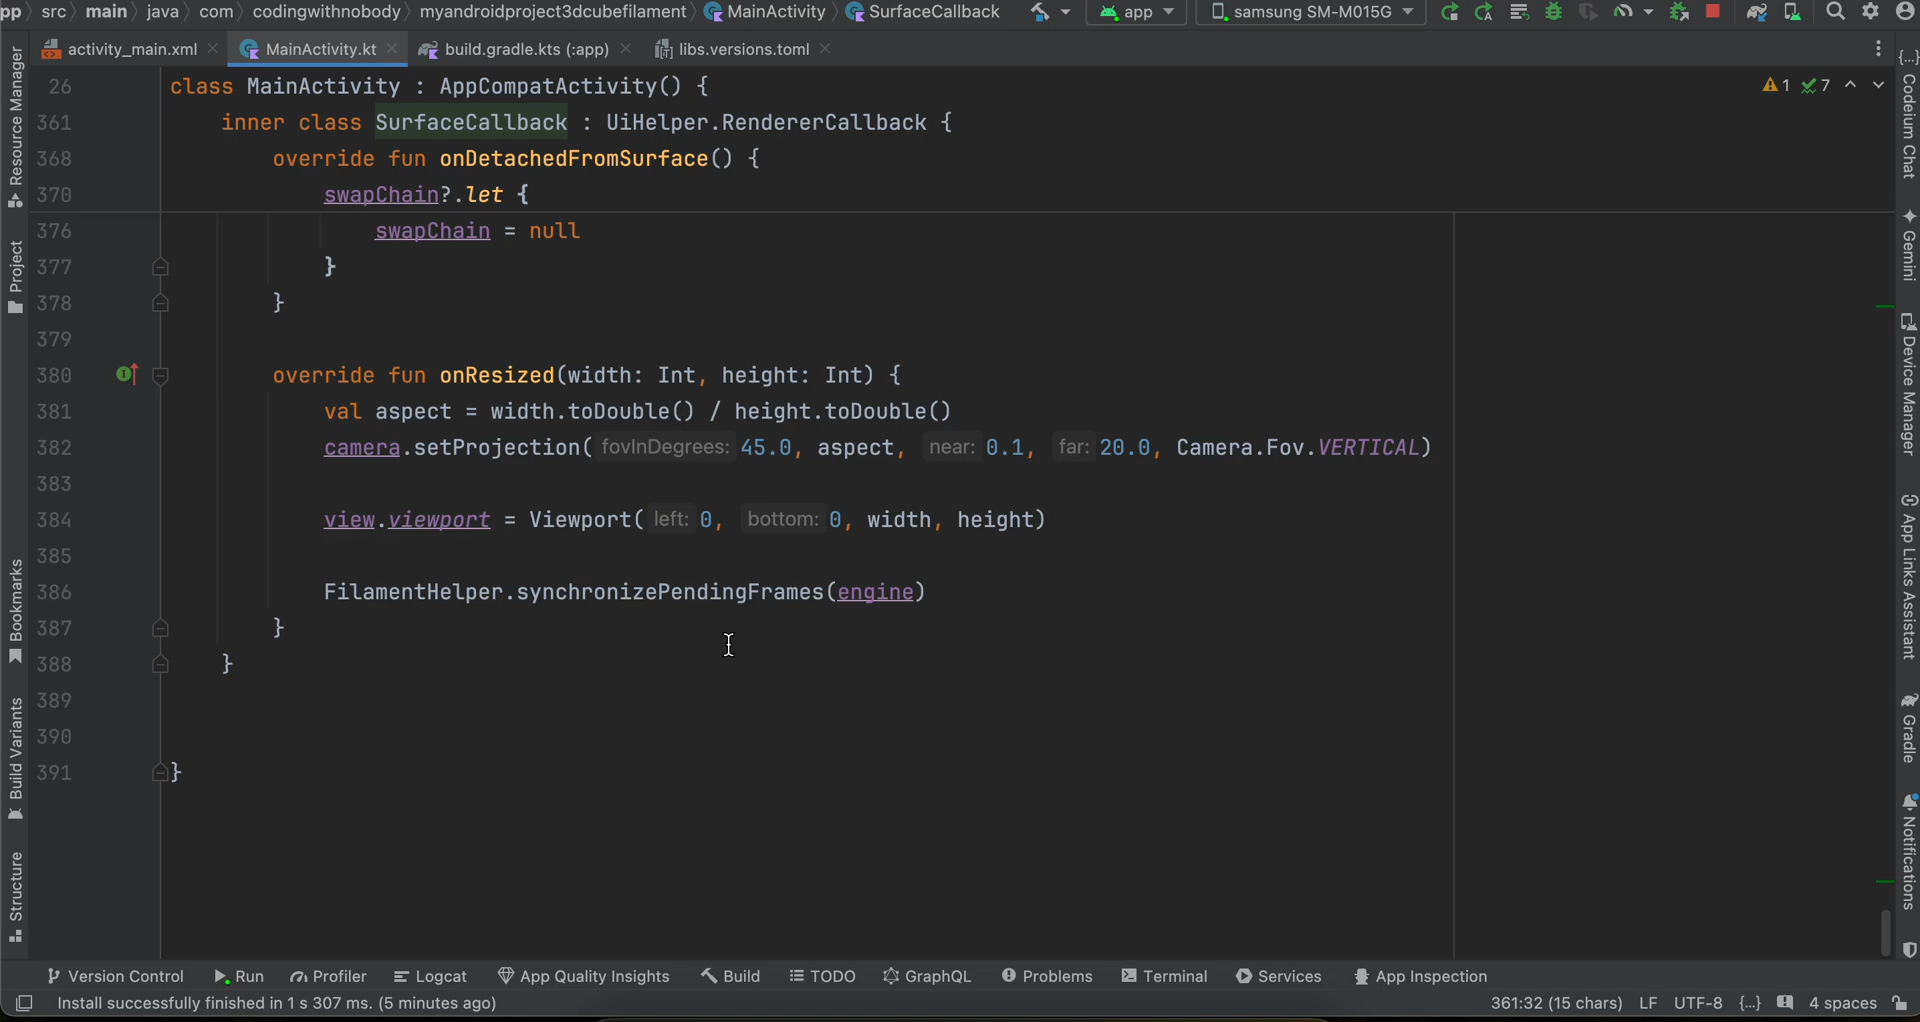 pp src main java com codingwithnobody myandroidproject3dcubefilament MainActivity SurfaceCallback app samsung SM-M015G
activity_main.xml MainActivity.kt build.gradle.kts (:app) libs.versions.toml
26 class MainActivity : AppCompatActivity() { 1 7
361 inner class SurfaceCallback : UiHelper.RendererCallback {
368 override fun onDetachedFromSurface() {
370 swapChain?.let {
376 swapChain = null
377 }
378 }
379
380 override fun onResized(width: Int, height: Int) {
381 val aspect = width.toDouble() / height.toDouble()
382 camera.setProjection( fovInDegrees: 45.0, aspect, near: 0.1, far: 20.0, Camera.Fov.VERTICAL)
383
384 view.viewport = Viewport( left: 0, bottom: 0, width, height)
385
386 FilamentHelper.synchronizePendingFrames(engine)
387 }
388 }
389
390
391 }
Resource Manager
Project
Bookmarks
Build Variants
Structure
{...} Codeium Chat
Gemini
Device Manager
App Links Assistant
Gradle
Notifications
Version Control Run Profiler Logcat App Quality Insights Build TODO GraphQL Problems Terminal Services App Inspection
Install successfully finished in 1 s 307 ms. (5 minutes ago) 361:32 (15 chars) LF UTF-8 {...} 4 spaces